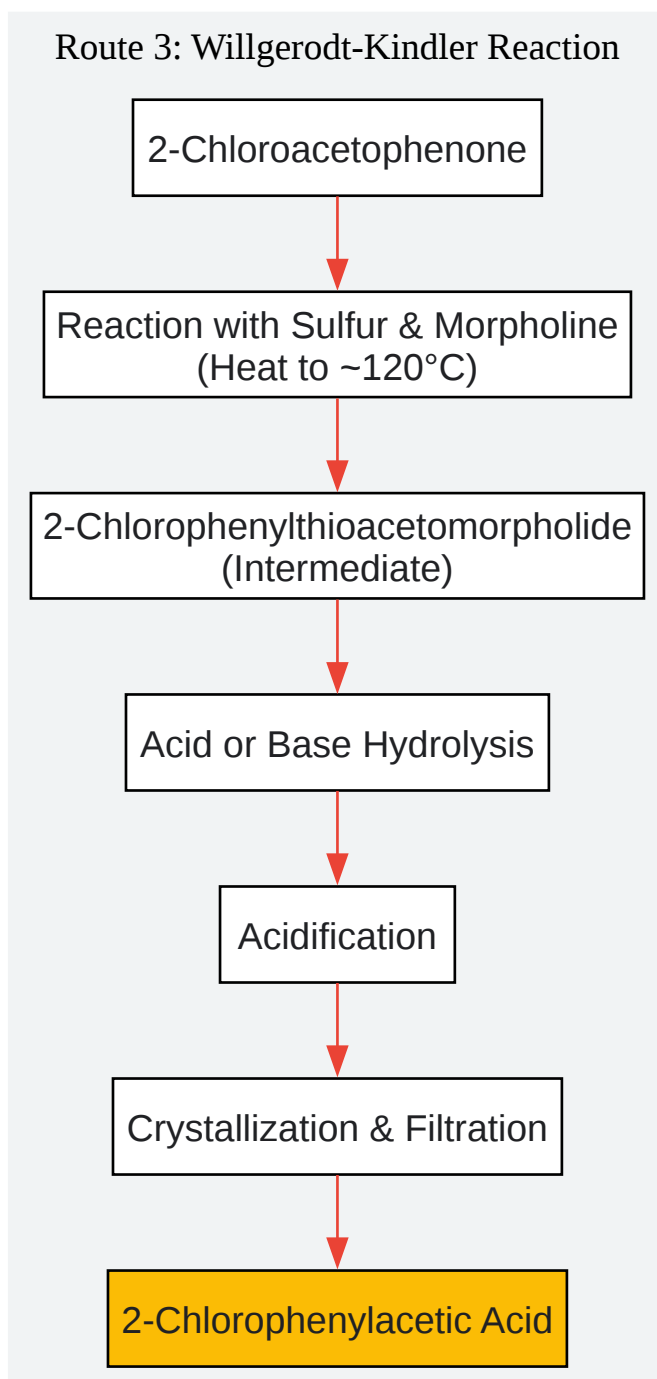 Route 3: Willgerodt-Kindler Reaction
2-Chloroacetophenone
Reaction with Sulfur & Morpholine
(Heat to ~120°C)
2-Chlorophenylthioacetomorpholide
(Intermediate)
Acid or Base Hydrolysis
Acidification
Crystallization & Filtration
2-Chlorophenylacetic Acid